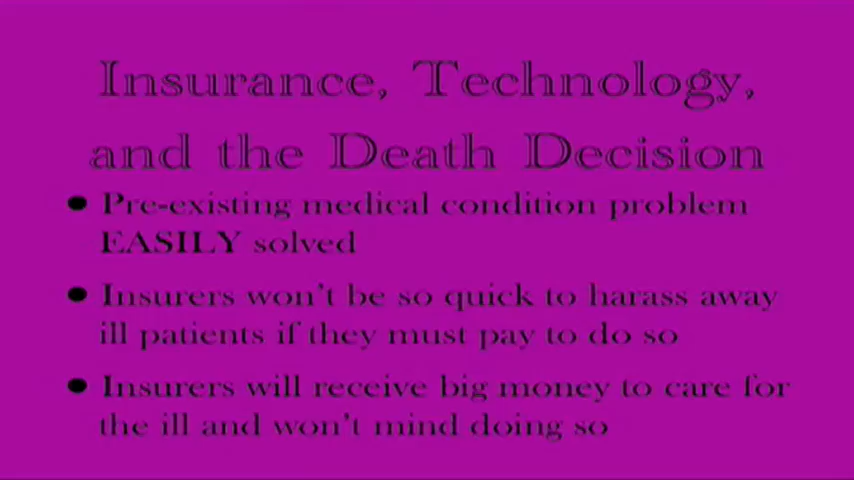 Insurance, Technology,
and the Death Decision
● Pre-existing medical condition problem
EASILY solved
● Insurers won't be so quick to harass away
ill patients if they must pay to do so
● Insurers will receive big money to care for
the ill and won't mind doing so